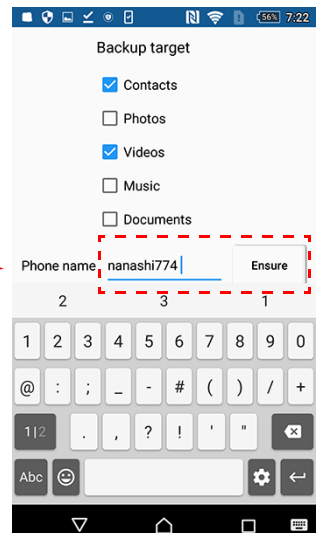 56% 7:22
Backup target
Contacts
Photos
Videos
Music
Documents
Phone name nanashi774 Ensure
2 3 1
1 2 3 4 5 6 7 8 9 0
@ : ; _ - # ( ) / +
1|2 . , ? ! ' "
Abc